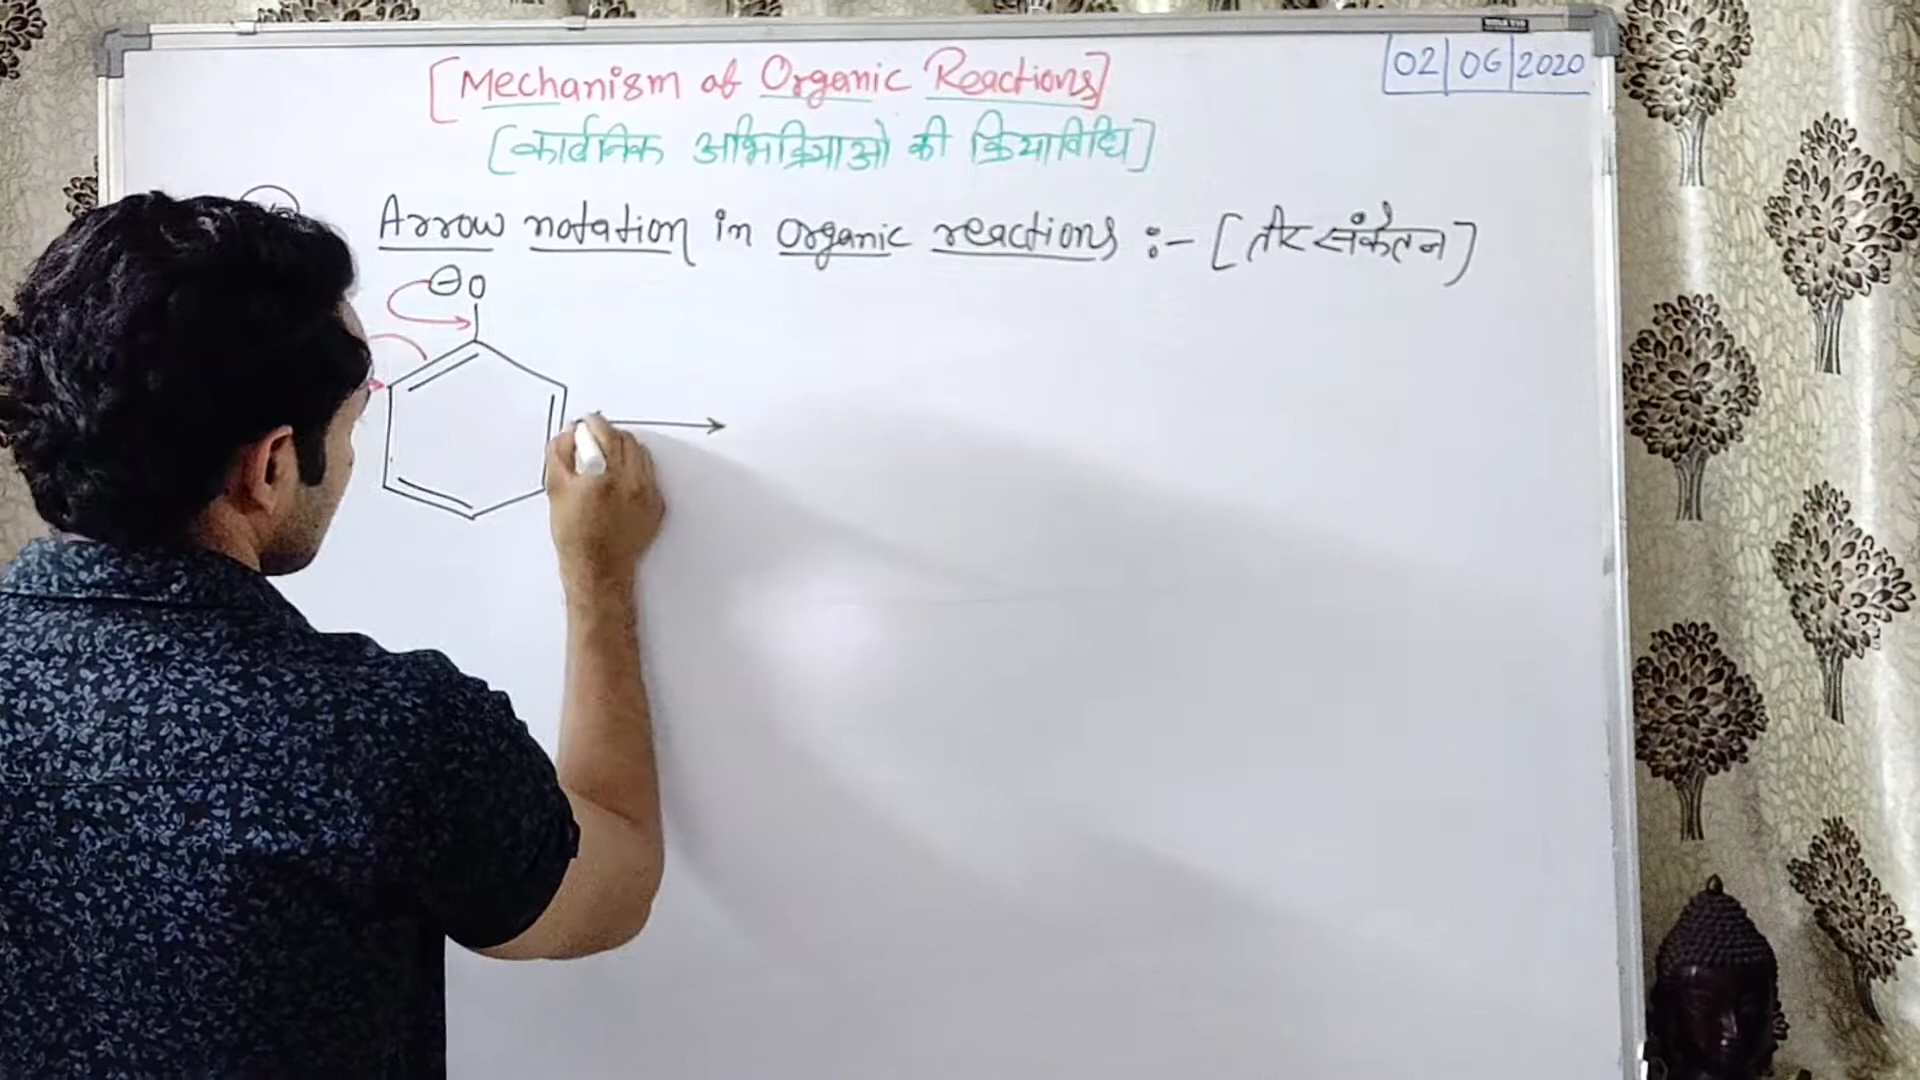 [Mechanism of Organic Reactions]
02|06|2020
[कार्बनिक अभिक्रियाओ की क्रियाविधि]
Arrow notation in organic reactions :- [तीर संकेतन]
⊖O